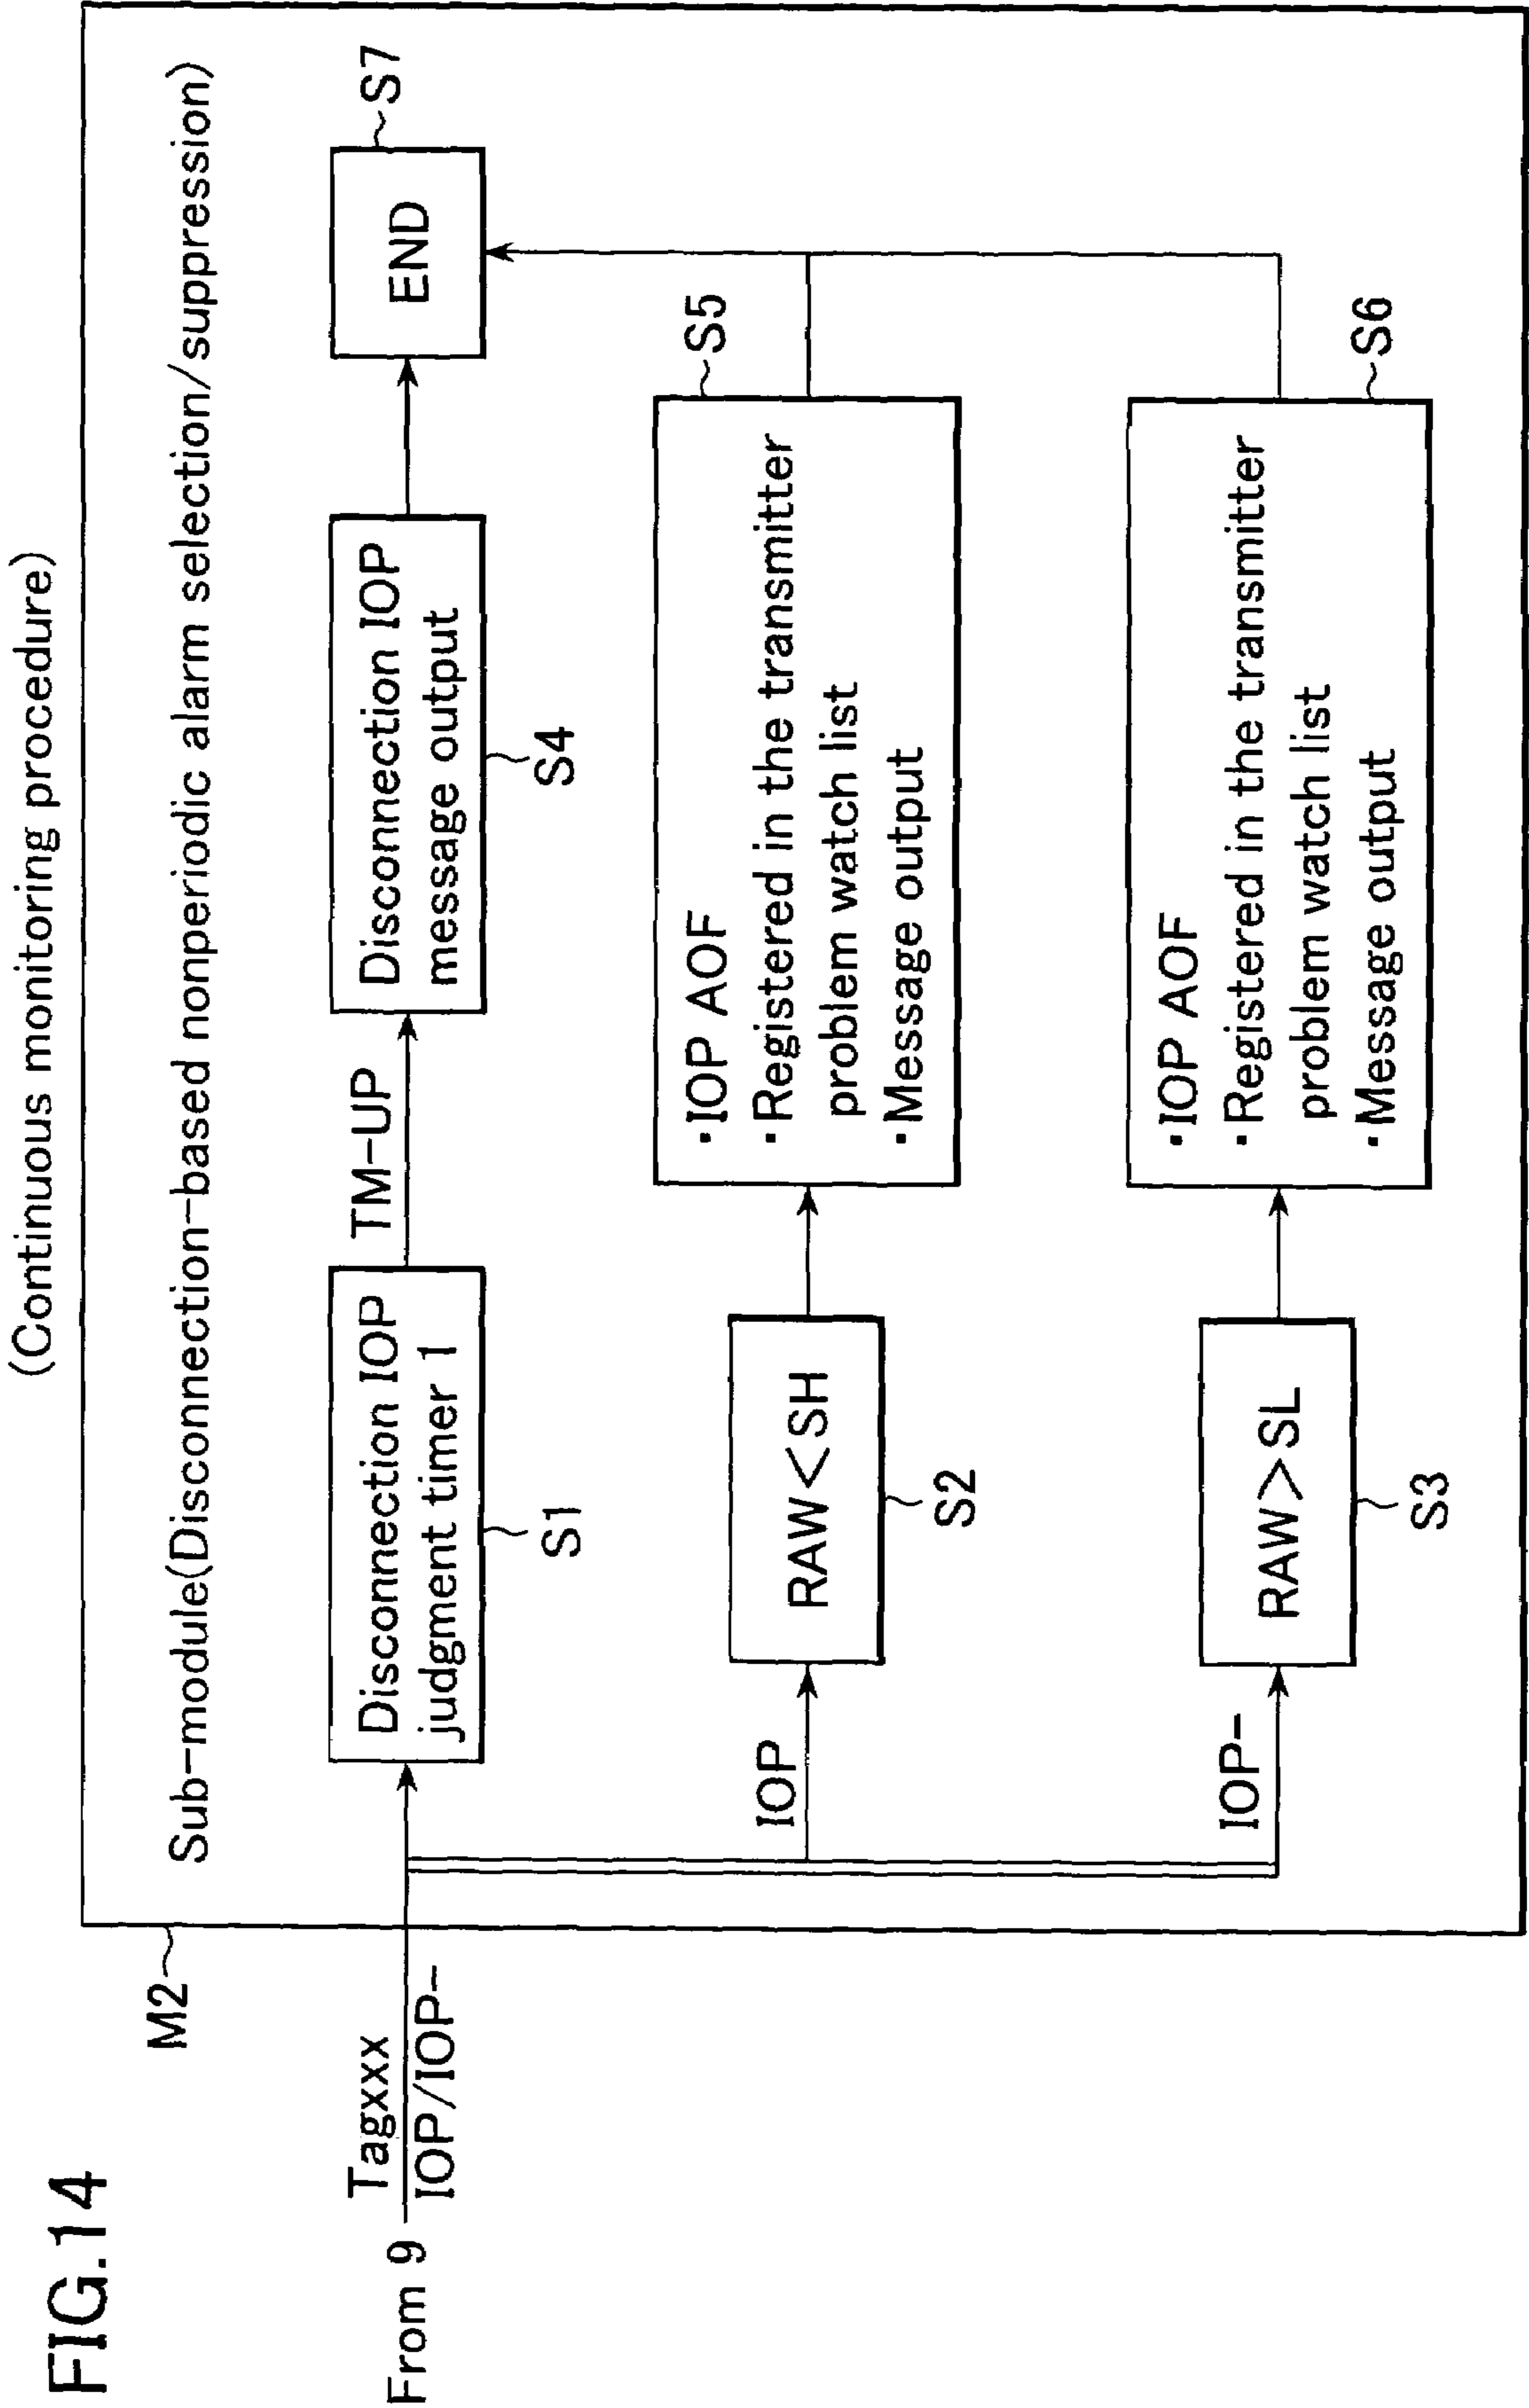 FIG.14
(Continuous monitoring procedure)
M2
Sub-module(Disconnection-based nonperiodic alarm selection/suppression)
From 9
Tagxxx
IOP/IOP-
Disconnection IOP
judgment timer 1
S1
TM-UP
Disconnection IOP
message output
S4
END
S7
IOP
RAW<SH
S2
·IOP AOF
·Registered in the transmitter
problem watch list
·Message output
S5
IOP-
RAW>SL
S3
·IOP AOF
·Registered in the transmitter
problem watch list
·Message output
S6